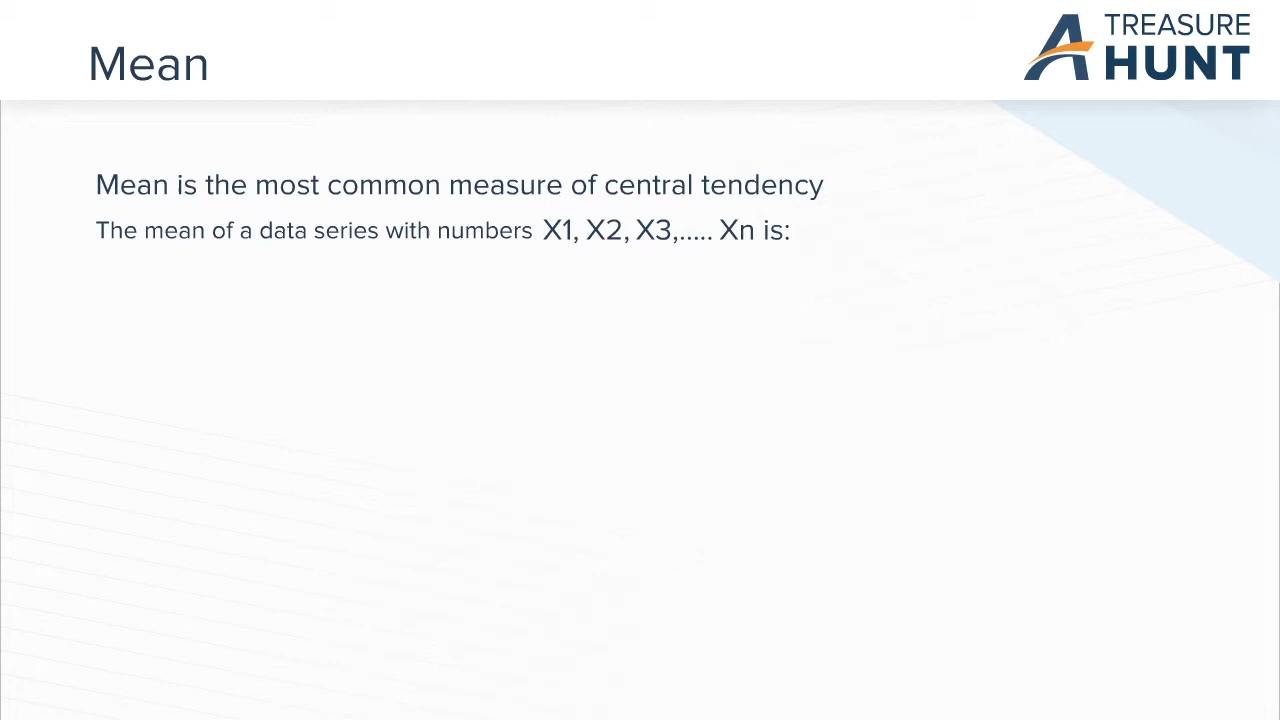 Mean
TREASURE
HUNT
Mean is the most common measure of central tendency
The mean of a data series with numbers X1, X2, X3,..... Xn is: